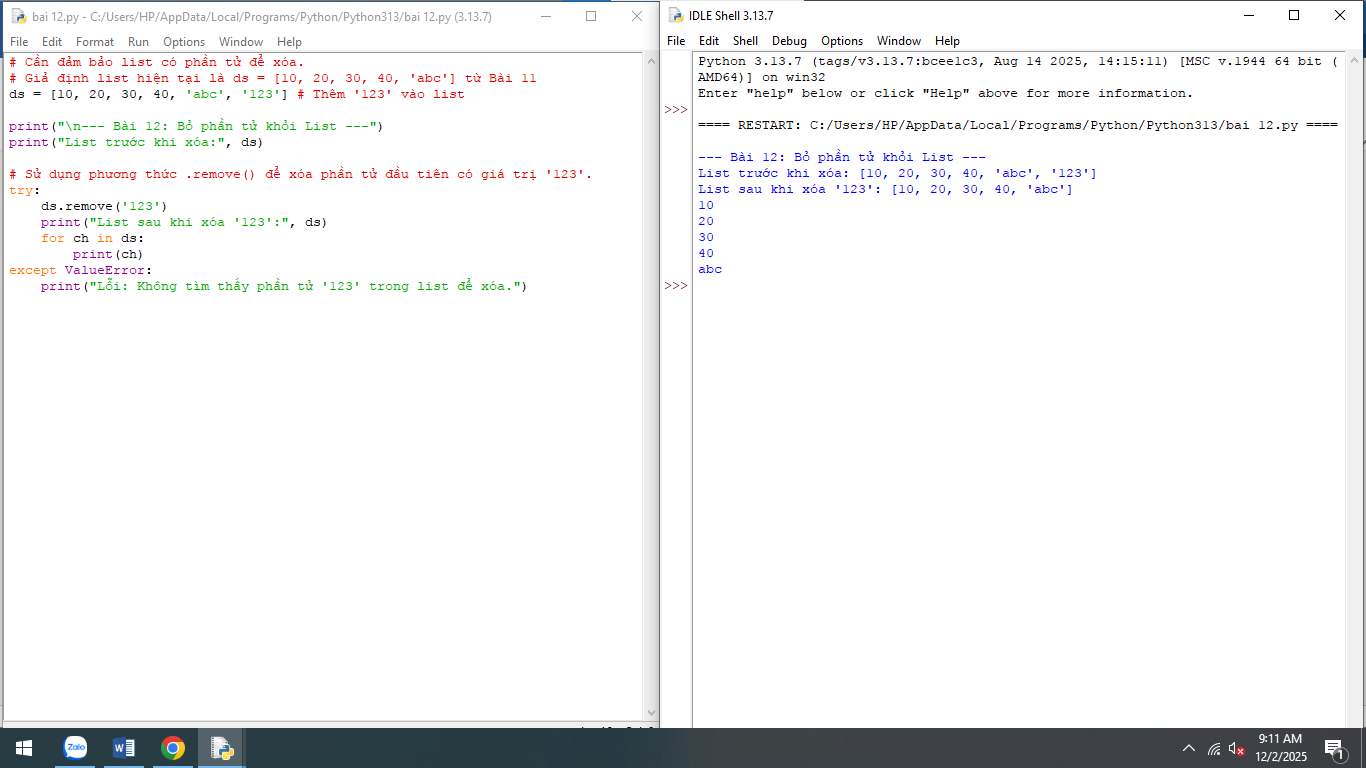 bai 12.py - C:/Users/HP/AppData/Local/Programs/Python/Python313/bai 12.py (3.13.7)
File Edit Format Run Options Window Help
# Cần đảm bảo list có phần tử để xóa.
# Giả định list hiện tại là ds = [10, 20, 30, 40, 'abc'] từ Bài 11
ds = [10, 20, 30, 40, 'abc', '123'] # Thêm '123' vào list
print("\n--- Bài 12: Bỏ phần tử khỏi List ---")
print("List trước khi xóa:", ds)
# Sử dụng phương thức .remove() để xóa phần tử đầu tiên có giá trị '123'.
try:
    ds.remove('123')
    print("List sau khi xóa '123':", ds)
    for ch in ds:
        print(ch)
except ValueError:
    print("Lỗi: Không tìm thấy phần tử '123' trong list để xóa.")
IDLE Shell 3.13.7
File Edit Shell Debug Options Window Help
Python 3.13.7 (tags/v3.13.7:bcee1c3, Aug 14 2025, 14:15:11) [MSC v.1944 64 bit (
AMD64)] on win32
Enter "help" below or click "Help" above for more information.
>>>
==== RESTART: C:/Users/HP/AppData/Local/Programs/Python/Python313/bai 12.py ====
--- Bài 12: Bỏ phần tử khỏi List ---
List trước khi xóa: [10, 20, 30, 40, 'abc', '123']
List sau khi xóa '123': [10, 20, 30, 40, 'abc']
10
20
30
40
abc
>>>
Zalo
9:11 AM
12/2/2025
1